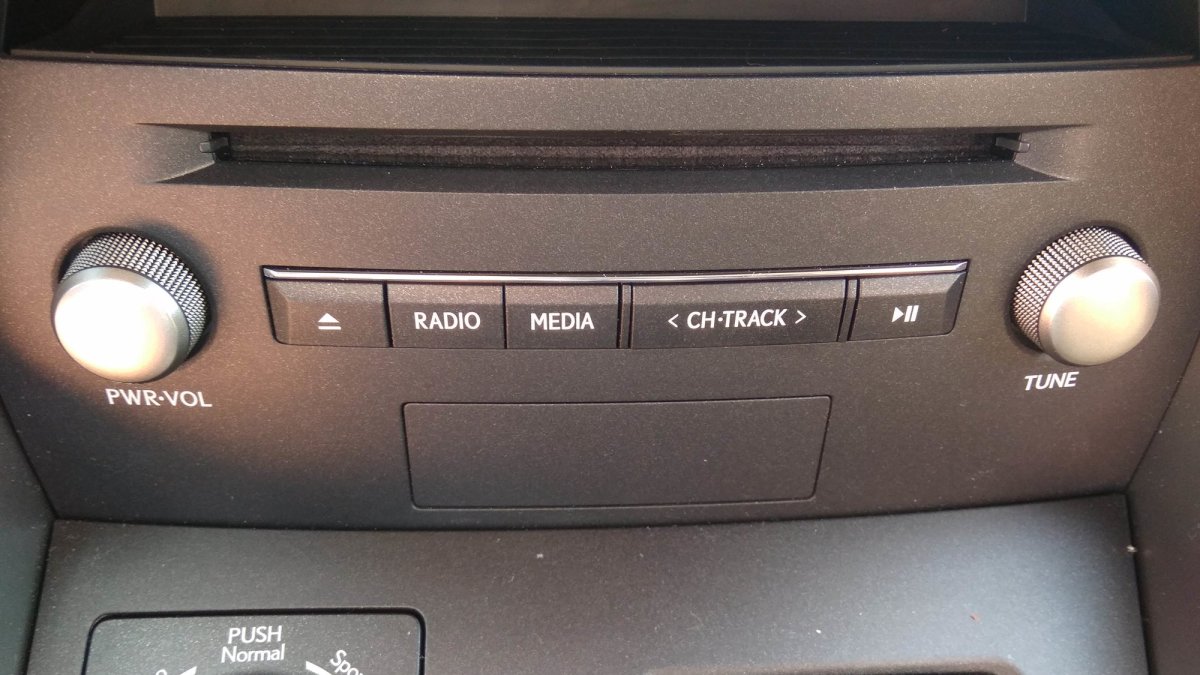 RADIO
MEDIA
< CH·TRACK >
PWR·VOL
TUNE
PUSH
Normal